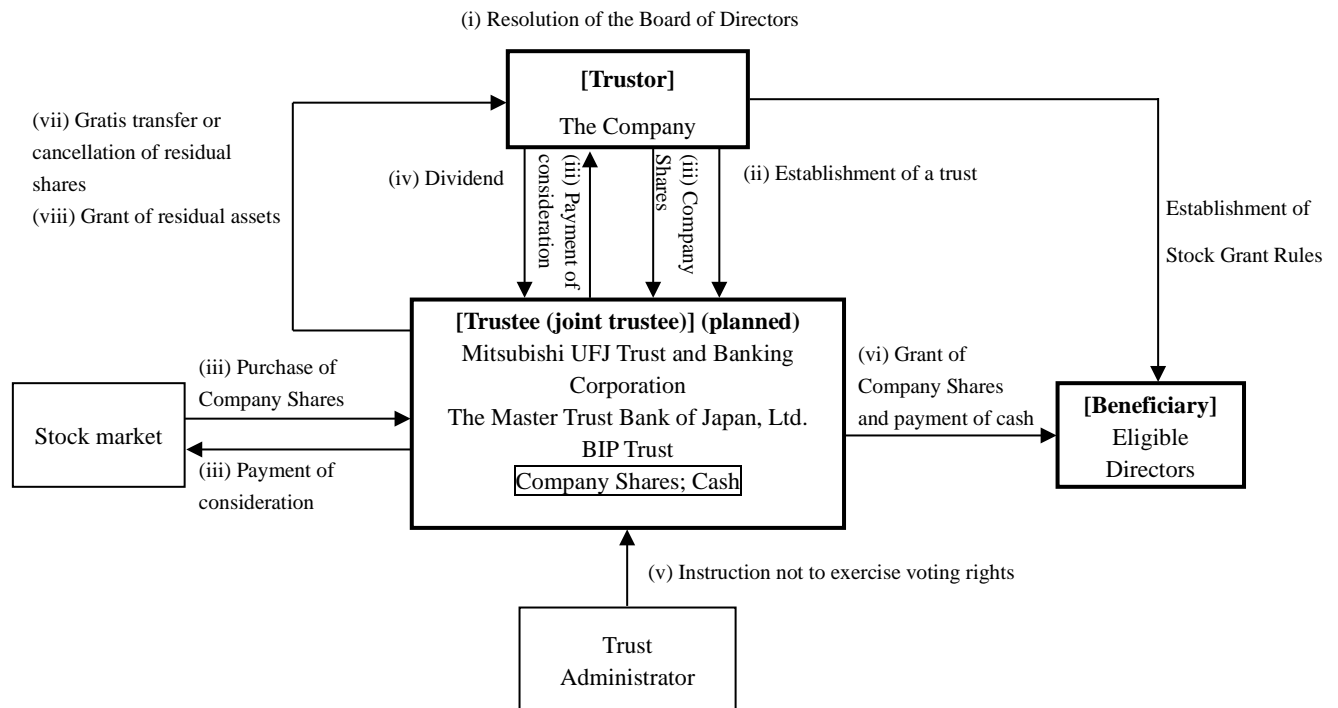 (i) Resolution of the Board of Directors
[Trustor]
The Company
(vii) Gratis transfer or
cancellation of residual
shares
(viii) Grant of residual assets
(iv) Dividend
(iii) Payment of
consideration
(iii) Company
Shares
(ii) Establishment of a trust
Establishment of
Stock Grant Rules
[Trustee (joint trustee)] (planned)
Mitsubishi UFJ Trust and Banking
Corporation
The Master Trust Bank of Japan, Ltd.
BIP Trust
Company Shares; Cash
(iii) Purchase of
Company Shares
Stock market
(iii) Payment of
consideration
(vi) Grant of
Company Shares
and payment of cash
[Beneficiary]
Eligible
Directors
(v) Instruction not to exercise voting rights
Trust
Administrator